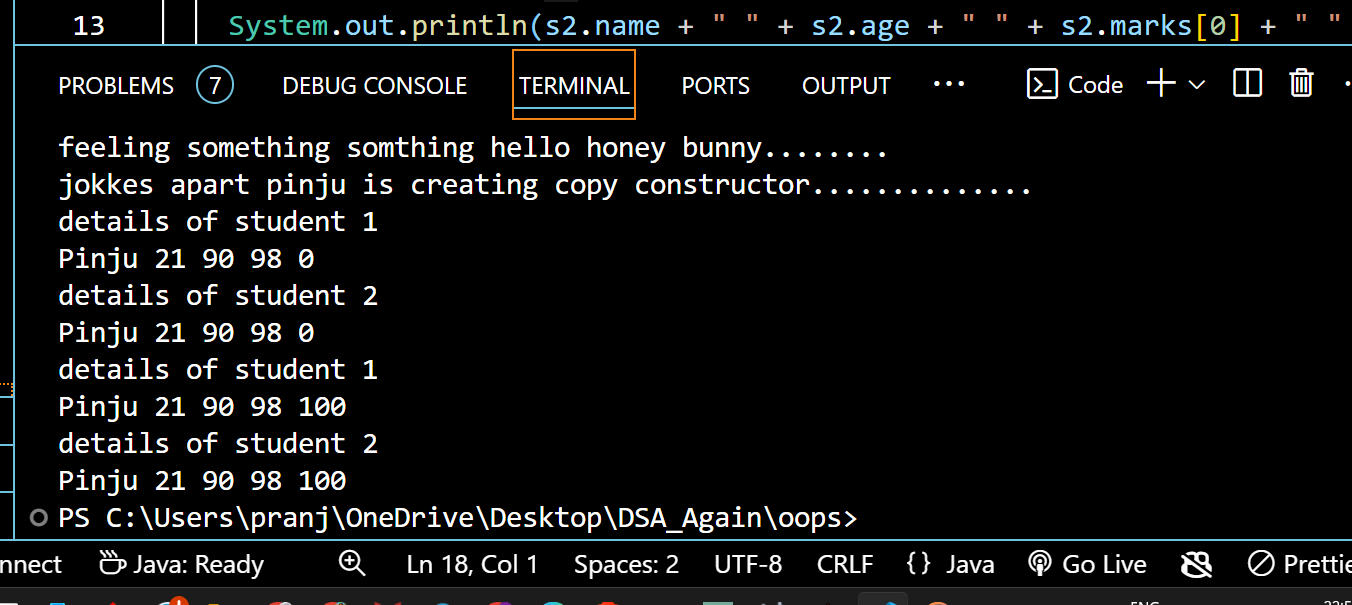 13 System.out.println(s2.name + " " + s2.age + " " + s2.marks[0] + " "
PROBLEMS 7 DEBUG CONSOLE TERMINAL PORTS OUTPUT ... Code
feeling something somthing hello honey bunny........
jokkes apart pinju is creating copy constructor..............
details of student 1
Pinju 21 90 98 0
details of student 2
Pinju 21 90 98 0
details of student 1
Pinju 21 90 98 100
details of student 2
Pinju 21 90 98 100
PS C:\Users\pranj\OneDrive\Desktop\DSA_Again\oops>
nnect Java: Ready Ln 18, Col 1 Spaces: 2 UTF-8 CRLF {} Java Go Live Prettie